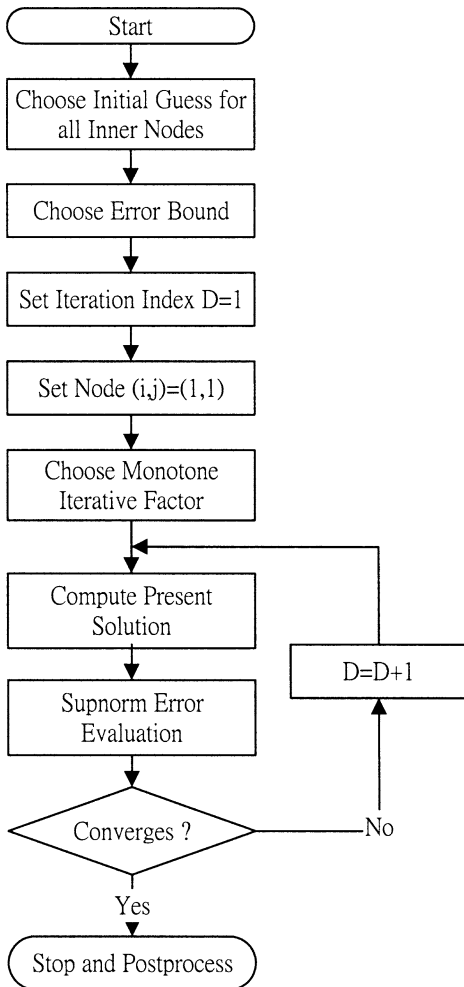 Start
Choose Initial Guess for
all Inner Nodes
Choose Error Bound
Set Iteration Index D=1
Set Node (i,j)=(1,1)
Choose Monotone
Iterative Factor
Compute Present
Solution
D=D+1
Supnorm Error
Evaluation
Converges ?
No
Yes
Stop and Postprocess